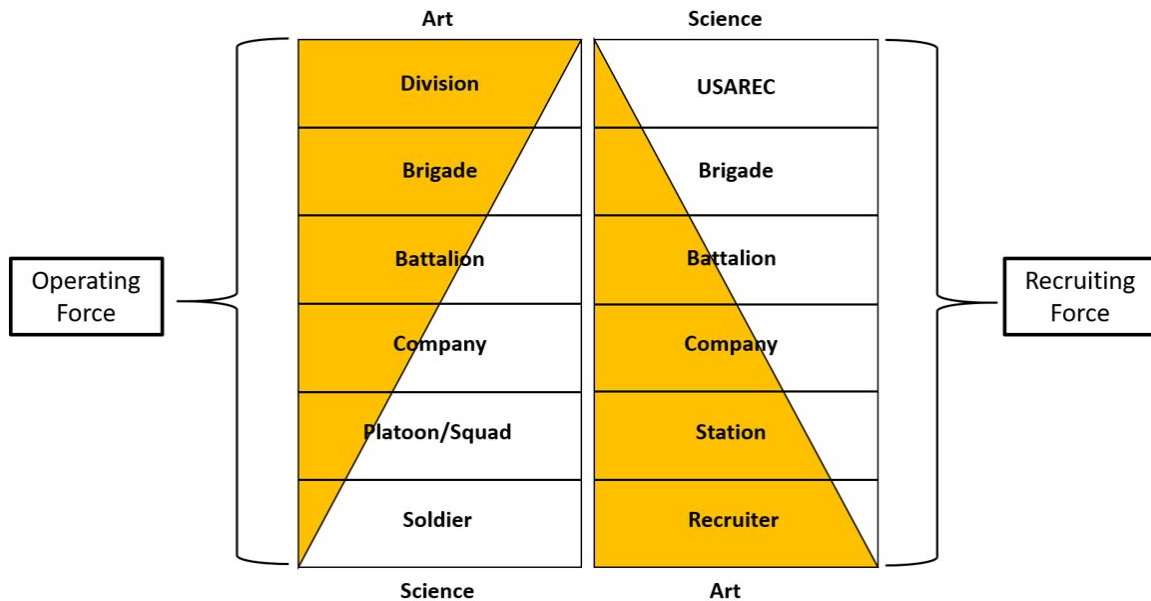 Art
Science
Division
USAREC
Brigade
Brigade
Battalion
Battalion
Operating
Force
Recruiting
Force
Company
Company
Platoon/Squad
Station
Soldier
Recruiter
Science
Art